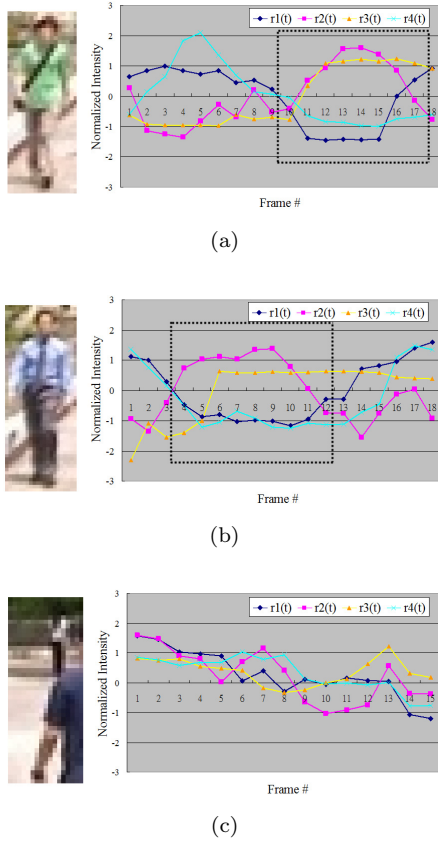 r1(t) r2(t) r3(t) r4(t)
Normalized Intensity
3
2
1
0
-1
-2
-3
1 2 3 4 5 6 7 8 9 10 11 12 13 14 15 16 17 18
Frame #
(a)
r1(t) r2(t) r3(t) r4(t)
Normalized Intensity
3
2
1
0
-1
-2
-3
1 2 3 4 5 6 7 8 9 10 11 12 13 14 15 16 17 18
Frame #
(b)
r1(t) r2(t) r3(t) r4(t)
Normalized Intensity
3
2
1
0
-1
-2
-3
1 2 3 4 5 6 7 8 9 10 11 12 13 14 15
Frame #
(c)